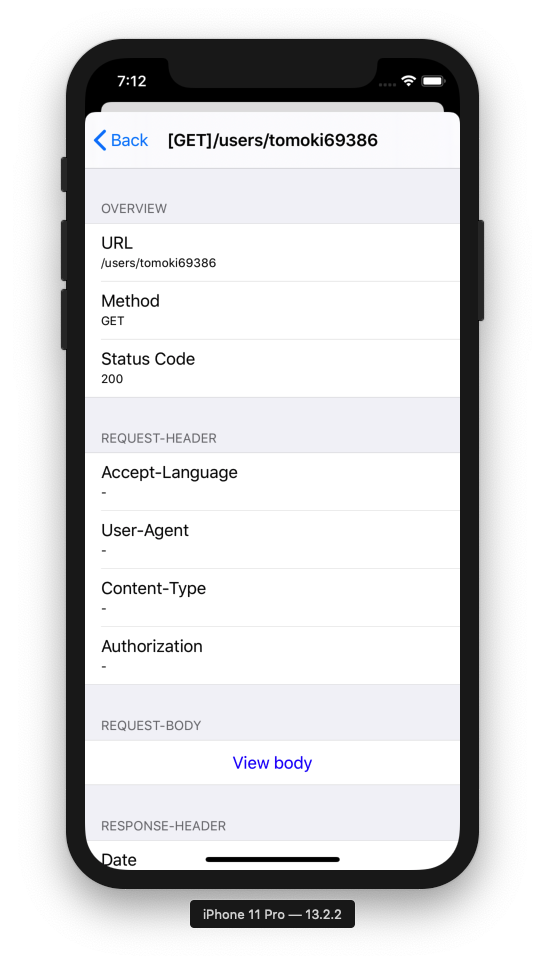 7:12
Back
[GET]/users/tomoki69386
OVERVIEW
URL
/users/tomoki69386
Method
GET
Status Code
200
REQUEST-HEADER
Accept-Language
-
User-Agent
-
Content-Type
-
Authorization
-
REQUEST-BODY
View body
RESPONSE-HEADER
Date
iPhone 11 Pro — 13.2.2